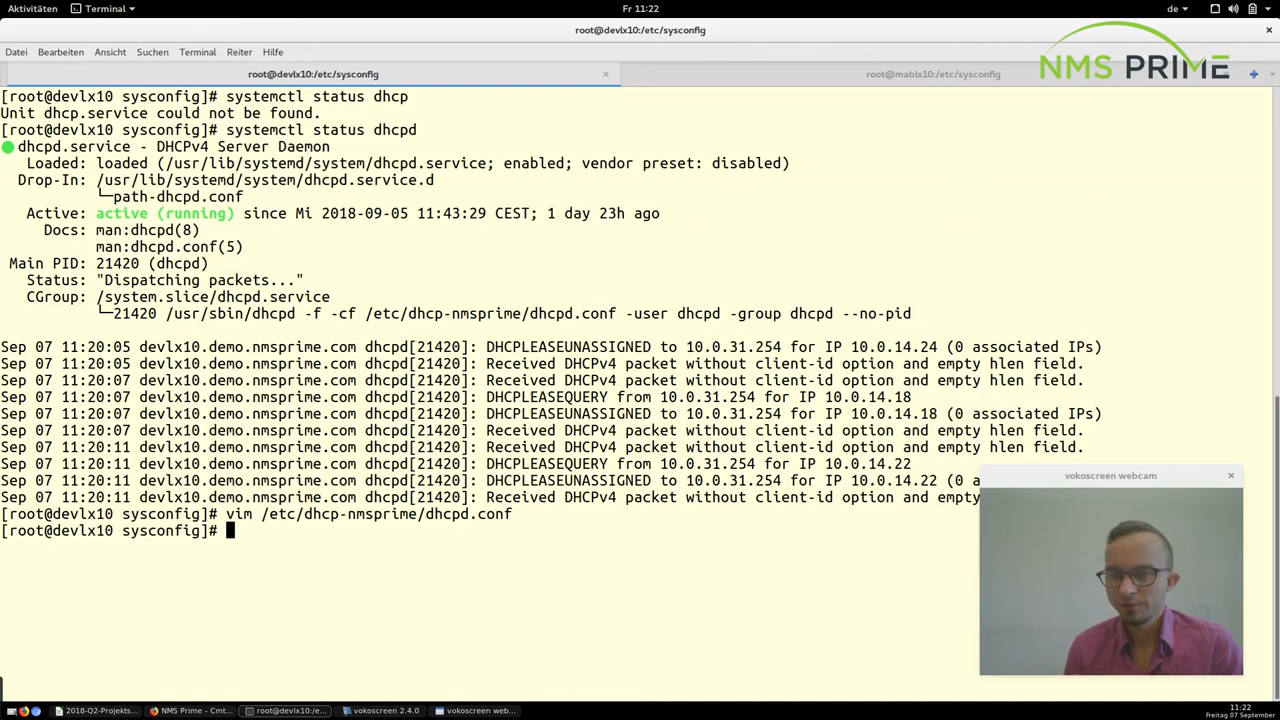 Aktivitäten
Terminal
Fr 11:22
de
root@devlx10:/etc/sysconfig
Datei Bearbeiten Ansicht Suchen Terminal Reiter Hilfe
NMS PRIME
root@devlx10:/etc/sysconfig
root@mablx10:/etc/sysconfig
[root@devlx10 sysconfig]# systemctl status dhcp
Unit dhcp.service could not be found.
[root@devlx10 sysconfig]# systemctl status dhcpd
dhcpd.service - DHCPv4 Server Daemon
Loaded: loaded (/usr/lib/systemd/system/dhcpd.service; enabled; vendor preset: disabled)
Drop-In: /usr/lib/systemd/system/dhcpd.service.d
└─path-dhcpd.conf
Active: active (running) since Mi 2018-09-05 11:43:29 CEST; 1 day 23h ago
Docs: man:dhcpd(8)
man:dhcpd.conf(5)
Main PID: 21420 (dhcpd)
Status: "Dispatching packets..."
CGroup: /system.slice/dhcpd.service
└─21420 /usr/sbin/dhcpd -f -cf /etc/dhcp-nmsprime/dhcpd.conf -user dhcpd -group dhcpd --no-pid
Sep 07 11:20:05 devlx10.demo.nmsprime.com dhcpd[21420]: DHCPLEASEUNASSIGNED to 10.0.31.254 for IP 10.0.14.24 (0 associated IPs)
Sep 07 11:20:05 devlx10.demo.nmsprime.com dhcpd[21420]: Received DHCPv4 packet without client-id option and empty hlen field.
Sep 07 11:20:07 devlx10.demo.nmsprime.com dhcpd[21420]: Received DHCPv4 packet without client-id option and empty hlen field.
Sep 07 11:20:07 devlx10.demo.nmsprime.com dhcpd[21420]: DHCPLEASEQUERY from 10.0.31.254 for IP 10.0.14.18
Sep 07 11:20:07 devlx10.demo.nmsprime.com dhcpd[21420]: DHCPLEASEUNASSIGNED to 10.0.31.254 for IP 10.0.14.18 (0 associated IPs)
Sep 07 11:20:07 devlx10.demo.nmsprime.com dhcpd[21420]: Received DHCPv4 packet without client-id option and empty hlen field.
Sep 07 11:20:11 devlx10.demo.nmsprime.com dhcpd[21420]: Received DHCPv4 packet without client-id option and empty hlen field.
Sep 07 11:20:11 devlx10.demo.nmsprime.com dhcpd[21420]: DHCPLEASEQUERY from 10.0.31.254 for IP 10.0.14.22
Sep 07 11:20:11 devlx10.demo.nmsprime.com dhcpd[21420]: DHCPLEASEUNASSIGNED to 10.0.31.254 for IP 10.0.14.22 (0 a
Sep 07 11:20:11 devlx10.demo.nmsprime.com dhcpd[21420]: Received DHCPv4 packet without client-id option and empty
[root@devlx10 sysconfig]# vim /etc/dhcp-nmsprime/dhcpd.conf
[root@devlx10 sysconfig]#
vokoscreen webcam
2018-Q2-Projekts...
NMS Prime - Cmt...
root@devlx10:/e...
vokoscreen 2.4.0
vokoscreen web...
11:22
Freitag 07 September